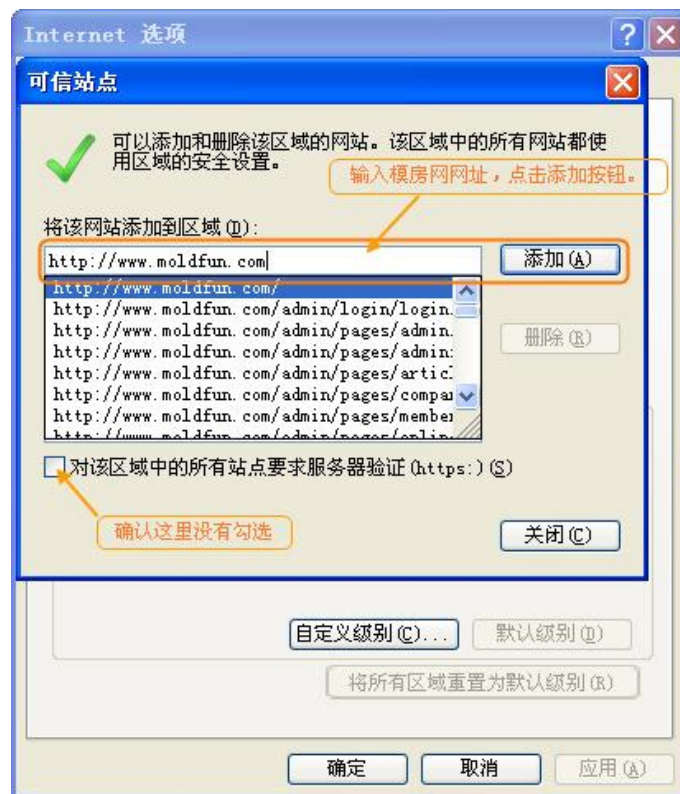 Internet 选项
可信站点
可以添加和删除该区域的网站。该区域中的所有网站都使
用区域的安全设置。
输入模房网网址，点击添加按钮。
将该网站添加到区域(D):
http://www.moldfun.com
添加(A)
http://www.moldfun.com/
http://www.moldfun.com/admin/login/login.
http://www.moldfun.com/admin/pages/admin.
http://www.moldfun.com/admin/pages/admin:
http://www.moldfun.com/admin/pages/artic
http://www.moldfun.com/admin/pages/compa
http://www.moldfun.com/admin/pages/member
删除(R)
对该区域中的所有站点要求服务器验证(https:)(S)
确认这里没有勾选
关闭(C)
自定义级别(C)...
默认级别(D)
将所有区域重置为默认级别(R)
确定
取消
应用(A)